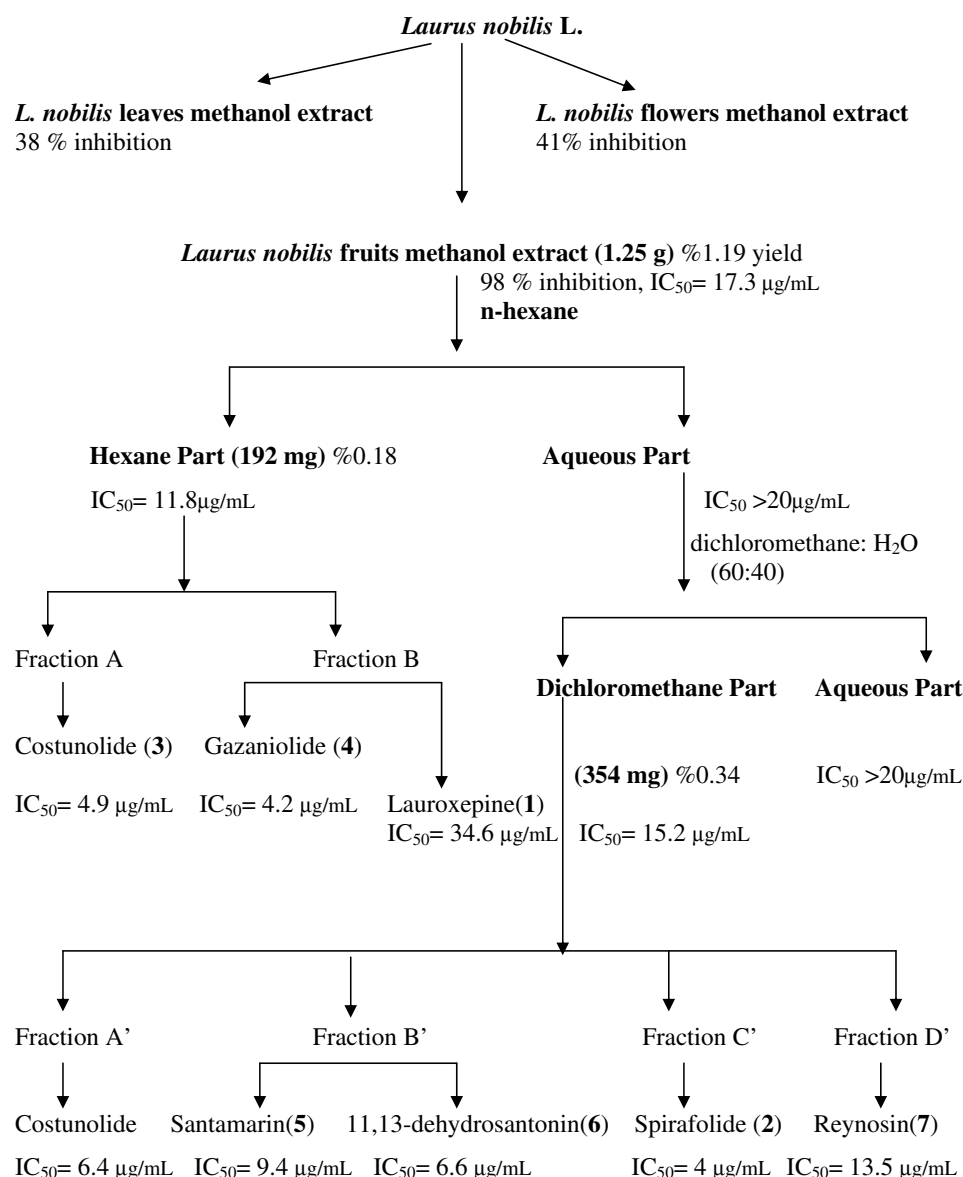 Laurus nobilis L.
L. nobilis leaves methanol extract
38 % inhibition
L. nobilis flowers methanol extract
41% inhibition
Laurus nobilis fruits methanol extract (1.25 g) %1.19 yield
98 % inhibition, IC₅₀= 17.3 µg/mL
n-hexane
Hexane Part (192 mg) %0.18
IC₅₀= 11.8µg/mL
Aqueous Part
IC₅₀ >20µg/mL
dichloromethane: H₂O
(60:40)
Fraction A
Fraction B
Costunolide (3)
IC₅₀= 4.9 µg/mL
Gazaniolide (4)
IC₅₀= 4.2 µg/mL
Lauroxepine(1)
IC₅₀= 34.6 µg/mL
Dichloromethane Part
(354 mg) %0.34
IC₅₀= 15.2 µg/mL
Aqueous Part
IC₅₀ >20µg/mL
Fraction A’
Fraction B’
Fraction C’
Fraction D’
Costunolide
IC₅₀= 6.4 µg/mL
Santamarin(5)
IC₅₀= 9.4 µg/mL
11,13-dehydrosantonin(6)
IC₅₀= 6.6 µg/mL
Spirafolide (2)
IC₅₀= 4 µg/mL
Reynosin(7)
IC₅₀= 13.5 µg/mL